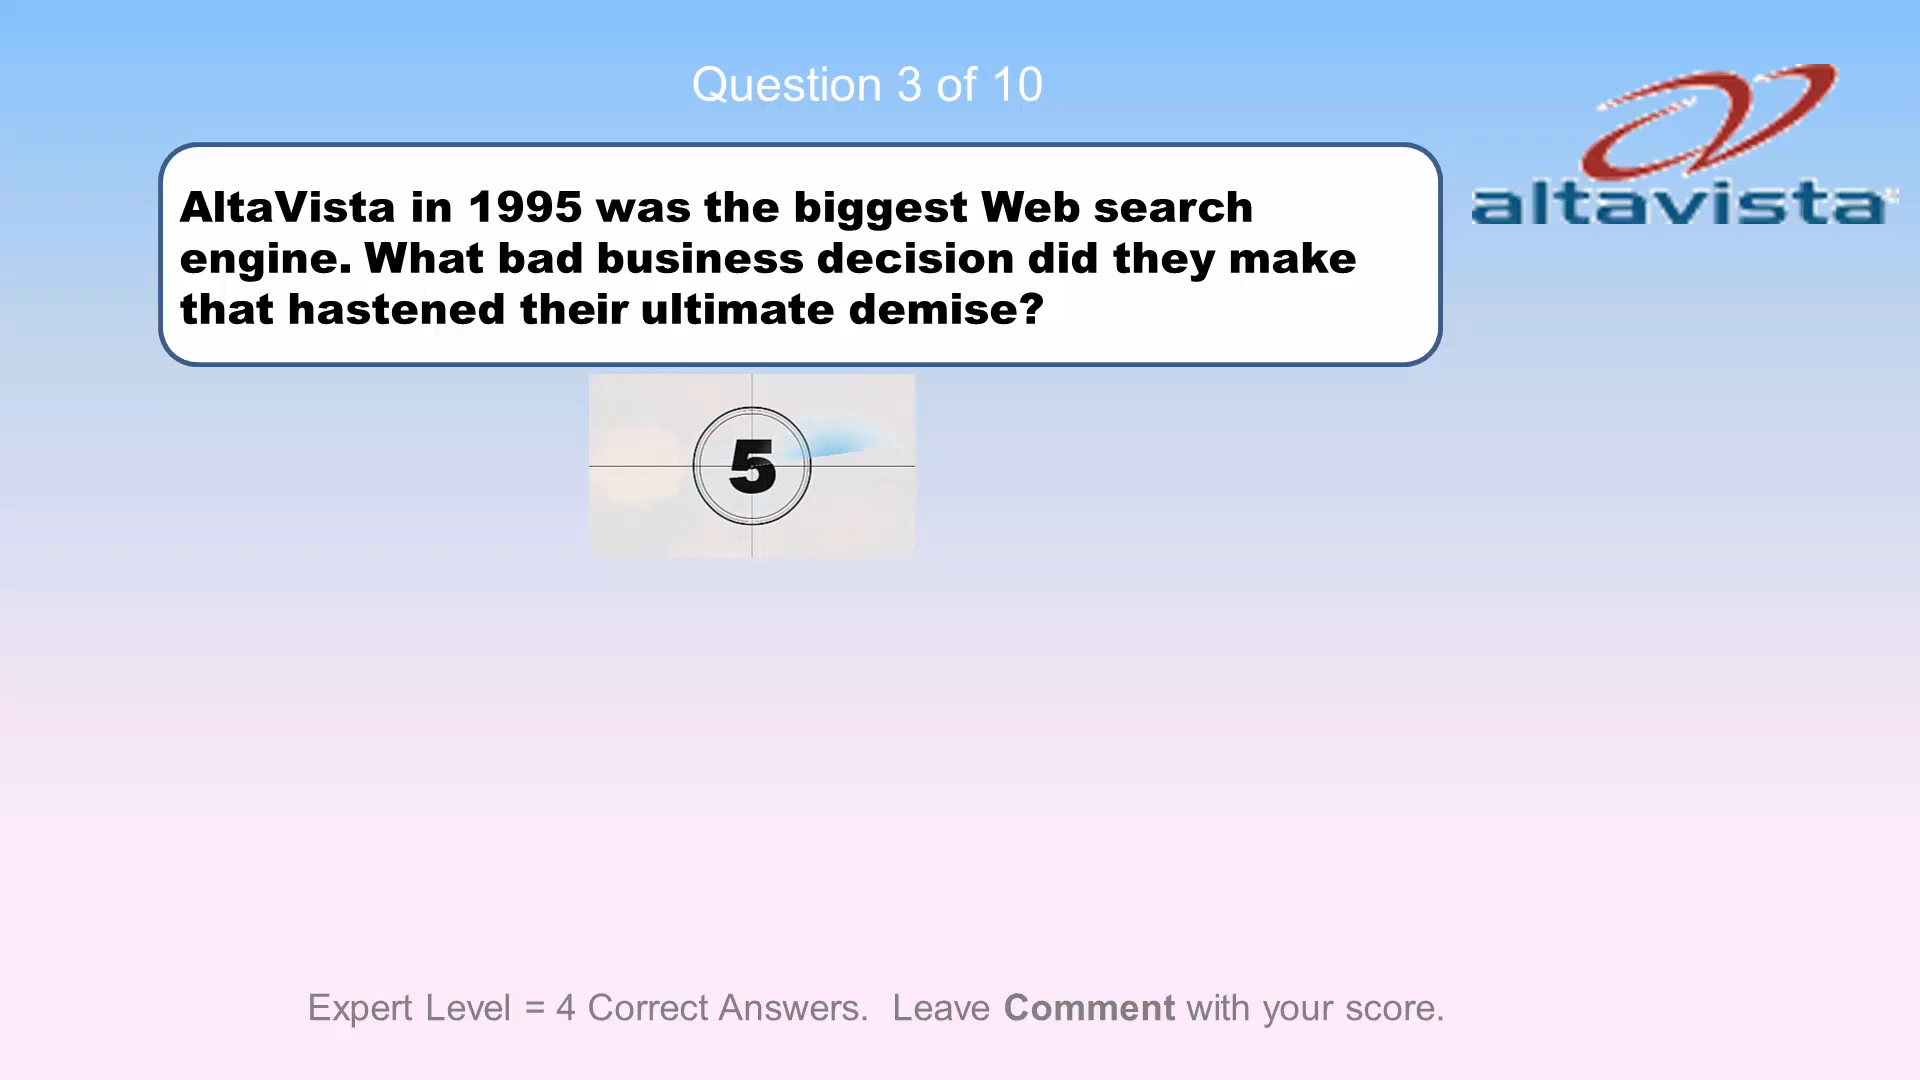 Question 3 of 10
altavista
AltaVista in 1995 was the biggest Web search
engine. What bad business decision did they make
that hastened their ultimate demise?
5
Expert Level = 4 Correct Answers. Leave Comment with your score.